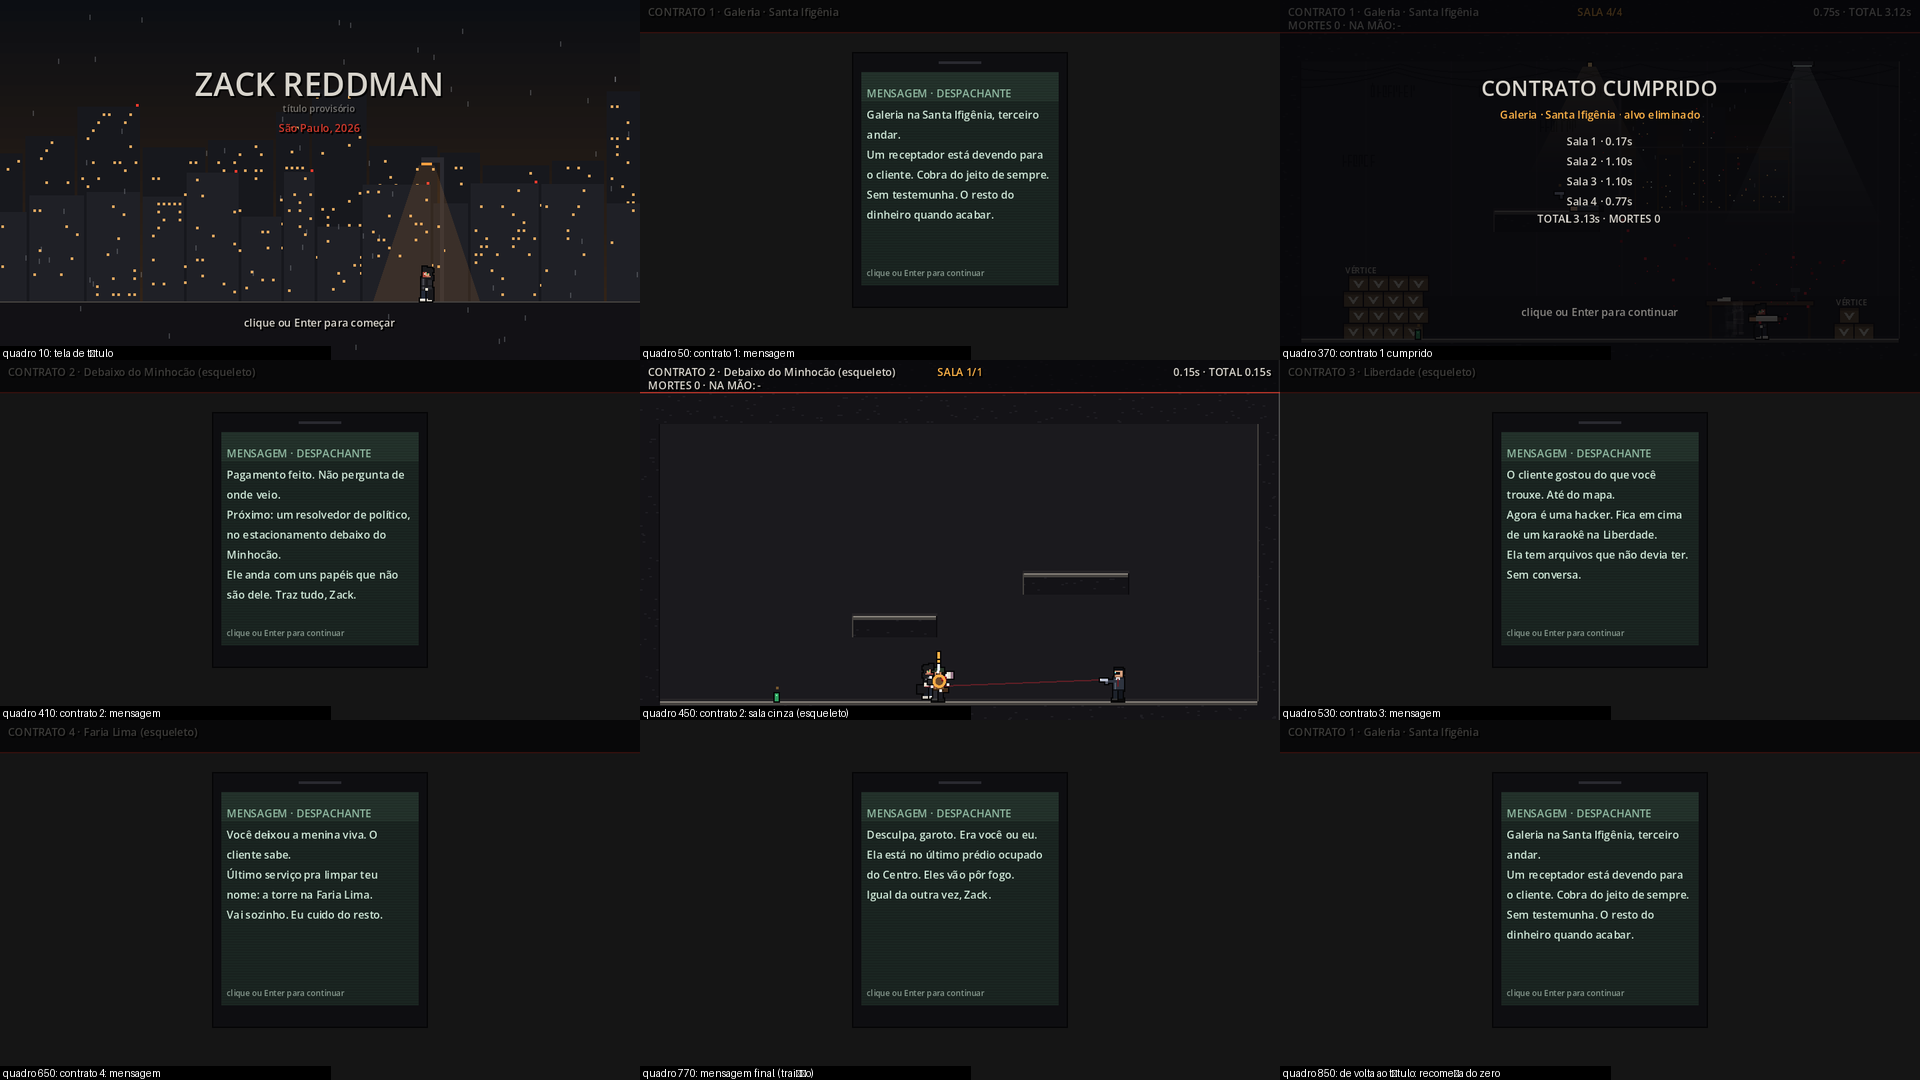 ZACK REDDMAN
título provisório
São Paulo, 2026
clique ou Enter para começar
quadro 10: tela de título
CONTRATO 1 · Galeria · Santa Ifigênia
MENSAGEM · DESPACHANTE
Galeria na Santa Ifigênia, terceiro
andar.
Um receptador está devendo para
o cliente. Cobra do jeito de sempre.
Sem testemunha. O resto do
dinheiro quando acabar.
clique ou Enter para continuar
quadro 50: contrato 1: mensagem
CONTRATO 1 · Galeria · Santa Ifigênia
SALA 4/4
0.75s · TOTAL 3.12s
MORTES 0 · NA MÃO: -
CONTRATO CUMPRIDO
Galeria · Santa Ifigênia · alvo eliminado
Sala 1 · 0.17s
Sala 2 · 1.10s
Sala 3 · 1.10s
Sala 4 · 0.77s
TOTAL 3.13s · MORTES 0
VÉRTICE
VÉRTICE
clique ou Enter para continuar
quadro 370: contrato 1 cumprido
CONTRATO 2 · Debaixo do Minhocão (esqueleto)
MENSAGEM · DESPACHANTE
Pagamento feito. Não pergunta de
onde veio.
Próximo: um resolvedor de político,
no estacionamento debaixo do
Minhocão.
Ele anda com uns papéis que não
são dele. Traz tudo, Zack.
clique ou Enter para continuar
quadro 410: contrato 2: mensagem
CONTRATO 2 · Debaixo do Minhocão (esqueleto)
SALA 1/1
0.15s · TOTAL 0.15s
MORTES 0 · NA MÃO: -
quadro 450: contrato 2: sala cinza (esqueleto)
CONTRATO 3 · Liberdade (esqueleto)
MENSAGEM · DESPACHANTE
O cliente gostou do que você
trouxe. Até do mapa.
Agora é uma hacker. Fica em cima
de um karaokê na Liberdade.
Ela tem arquivos que não devia ter.
Sem conversa.
clique ou Enter para continuar
quadro 530: contrato 3: mensagem
CONTRATO 4 · Faria Lima (esqueleto)
MENSAGEM · DESPACHANTE
Você deixou a menina viva. O
cliente sabe.
Último serviço pra limpar teu
nome: a torre na Faria Lima.
Vai sozinho. Eu cuido do resto.
clique ou Enter para continuar
quadro 650: contrato 4: mensagem
MENSAGEM · DESPACHANTE
Desculpa, garoto. Era você ou eu.
Ela está no último prédio ocupado
do Centro. Eles vão pôr fogo.
Igual da outra vez, Zack.
clique ou Enter para continuar
quadro 770: mensagem final
CONTRATO 1 · Galeria · Santa Ifigênia
MENSAGEM · DESPACHANTE
Galeria na Santa Ifigênia, terceiro
andar.
Um receptador está devendo para
o cliente. Cobra do jeito de sempre.
Sem testemunha. O resto do
dinheiro quando acabar.
clique ou Enter para continuar
quadro 850: de volta ao do zero